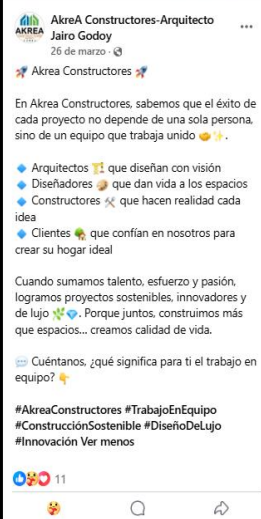 AkreA Constructores-Arquitecto
Jairo Godoy
26 de marzo ·
AKREA
🚀 Akrea Constructores 🚀
En Akrea Constructores, sabemos que el éxito de
cada proyecto no depende de una sola persona,
sino de un equipo que trabaja unido 🤝✨.
🔹 Arquitectos 🏗️ que diseñan con visión
🔹 Diseñadores 🎨 que dan vida a los espacios
🔹 Constructores 🛠️ que hacen realidad cada
idea
🔹 Clientes 🏡 que confían en nosotros para
crear su hogar ideal
Cuando sumamos talento, esfuerzo y pasión,
logramos proyectos sostenibles, innovadores y
de lujo 🌿💎. Porque juntos, construimos más
que espacios... creamos calidad de vida.
💬 Cuéntanos, ¿qué significa para ti el trabajo en
equipo? 👇
#AkreaConstructores #TrabajoEnEquipo
#ConstrucciónSostenible #DiseñoDeLujo
#Innovación Ver menos
11